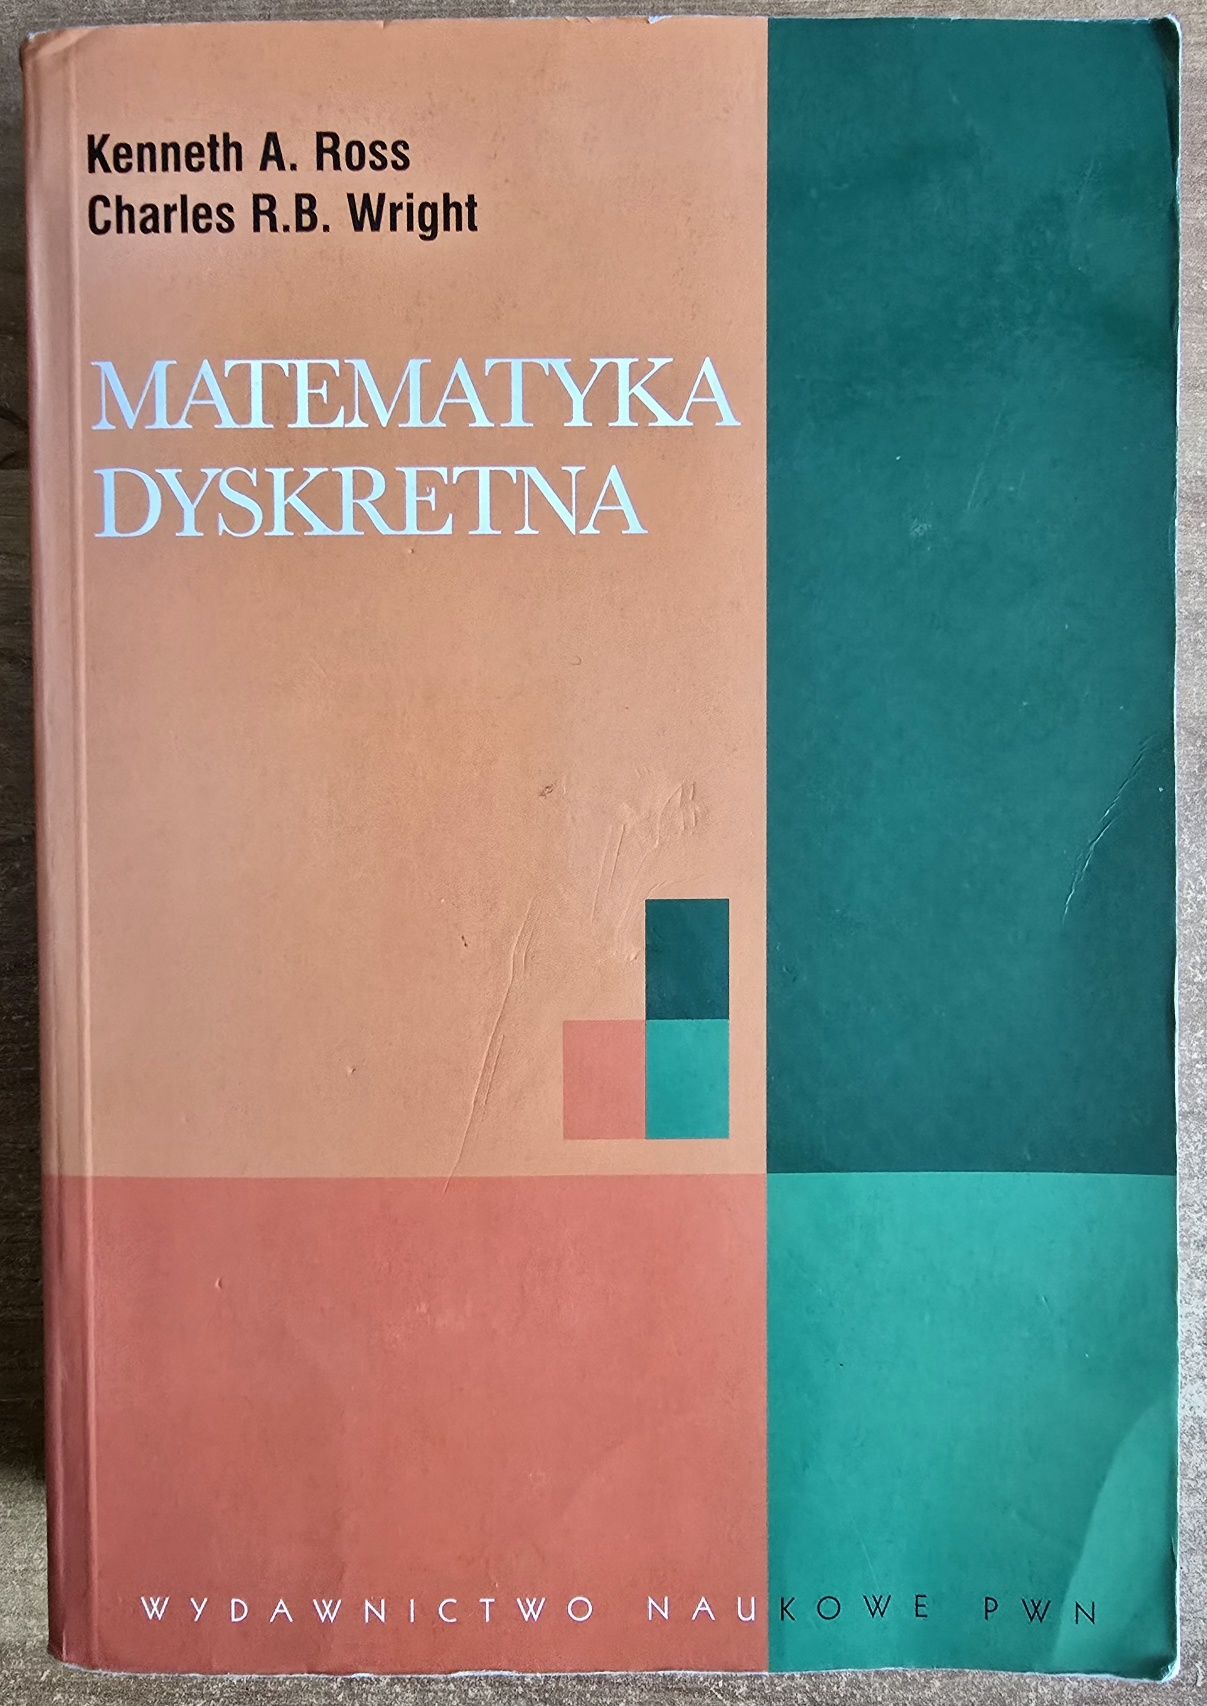 Kenneth A. Ross
Charles R.B. Wright
MATEMATYKA
DYSKRETNA
WYDAWNICTWO NAUKOWE PWN